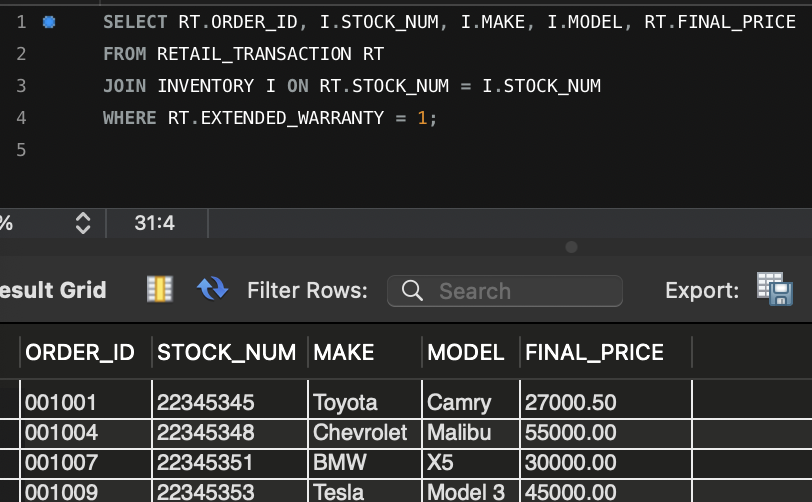 1 SELECT RT.ORDER_ID, I.STOCK_NUM, I.MAKE, I.MODEL, RT.FINAL_PRICE
2 FROM RETAIL_TRANSACTION RT
3 JOIN INVENTORY I ON RT.STOCK_NUM = I.STOCK_NUM
4 WHERE RT.EXTENDED_WARRANTY = 1;
5
% 31:4
esult Grid Filter Rows: Search Export:
ORDER_ID STOCK_NUM MAKE MODEL FINAL_PRICE
001001 22345345 Toyota Camry 27000.50
001004 22345348 Chevrolet Malibu 55000.00
001007 22345351 BMW X5 30000.00
001009 22345353 Tesla Model 3 45000.00